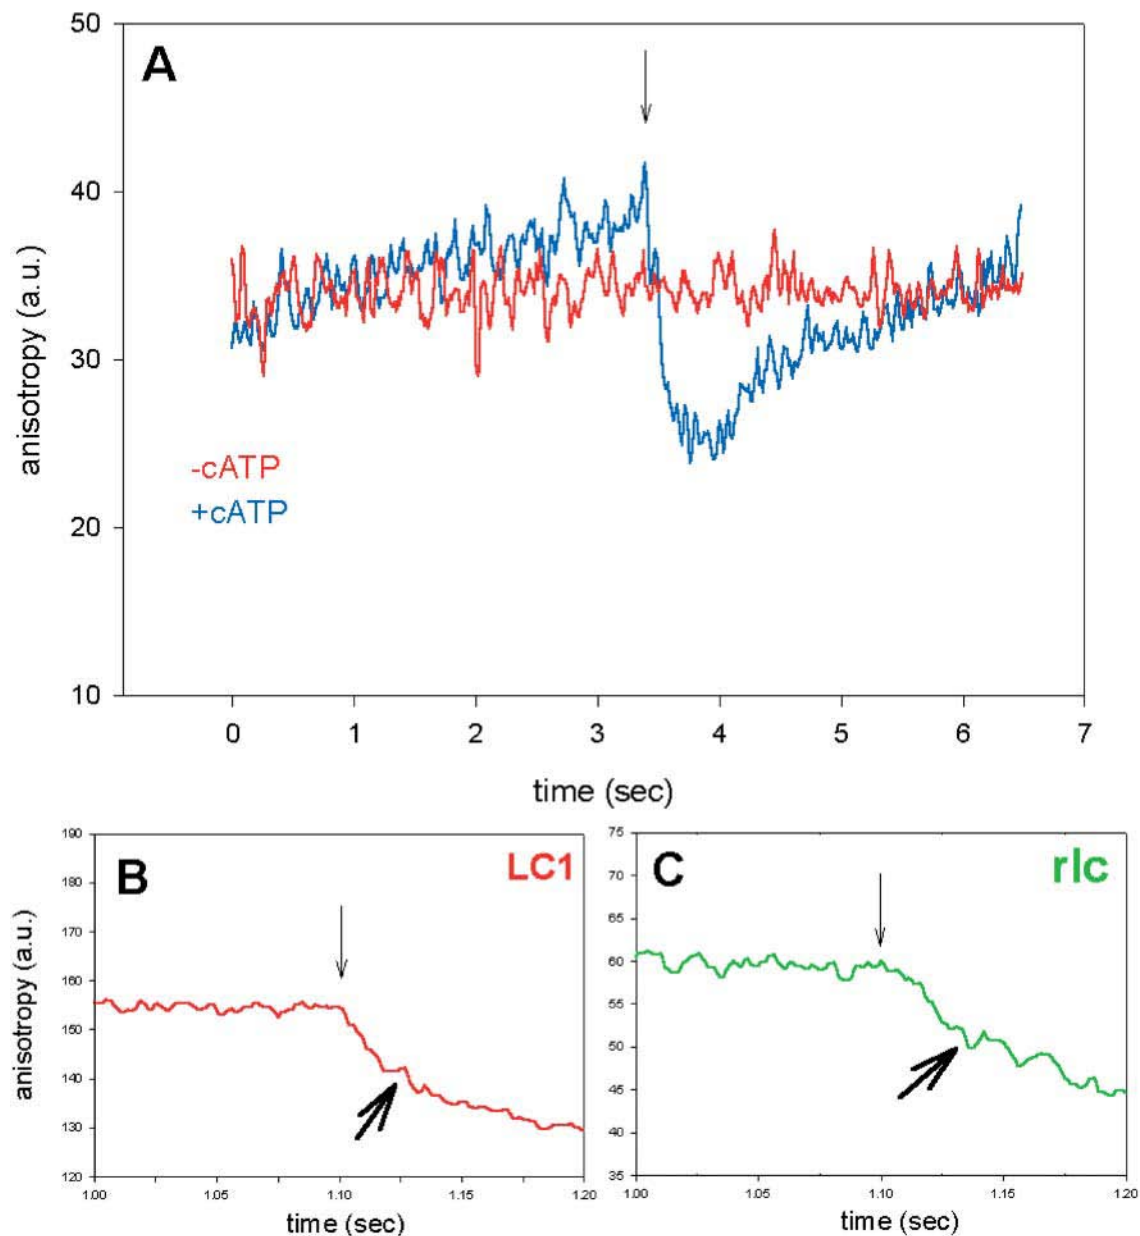 50
A
40
30
20
10
anisotropy (a.u.)
-cATP
+cATP
0 1 2 3 4 5 6 7
time (sec)
190
180
170
160
150
140
130
120
anisotropy (a.u.)
B
LC1
1.00 1.05 1.10 1.15 1.20
time (sec)
75
70
65
60
55
50
45
40
35
C
rlc
1.00 1.05 1.10 1.15 1.20
time (sec)